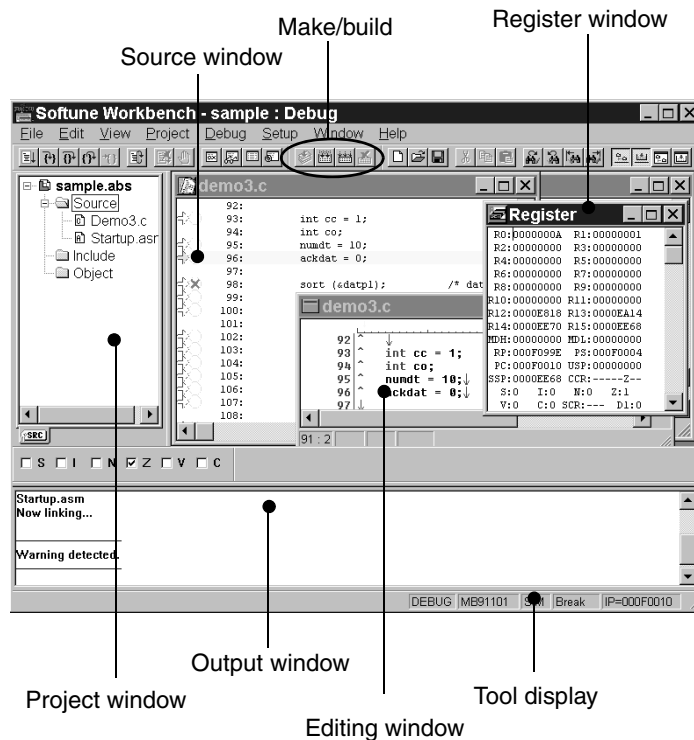 Register window
Make/build
Source window
Softune Workbench - sample : Debug
File Edit View Project Debug Setup Window Help
sample.abs
Source
Demo3.c
Startup.asr
Include
Object
SRC
demo3.c
92:
93: int cc = 1;
94: int co;
95: numdt = 10;
96: ackdat = 0;
97:
98: sort (&datp1); /* dat
99:
100:
101:
102:
103:
104:
105:
106:
107:
108:
demo3.c
92 ^ ↓
93 ^ int cc = 1;
94 ^ int co;
95 ^ numdt = 10;↓
96 ^ ackdat = 0;↓
97 ↓
91 : 2
Register
R0:0000000A R1:00000001
R2:00000000 R3:00000000
R4:00000000 R5:00000000
R6:00000000 R7:00000000
R8:00000000 R9:00000000
R10:00000000 R11:00000000
R12:0000E818 R13:0000EA14
R14:0000EE70 R15:0000EE68
MDH:00000000 MDL:00000000
RP:000F099E PS:000F0004
PC:000F0010 USP:00000000
SSP:0000EE68 CCR:-----Z--
S:0 I:0 N:0 Z:1
V:0 C:0 SCR:--- D1:0
S I N Z V C
Startup.asm
Now linking...
Warning detected.
DEBUG MB91101 Break IP=000F0010
Output window
Project window
Tool display
Editing window